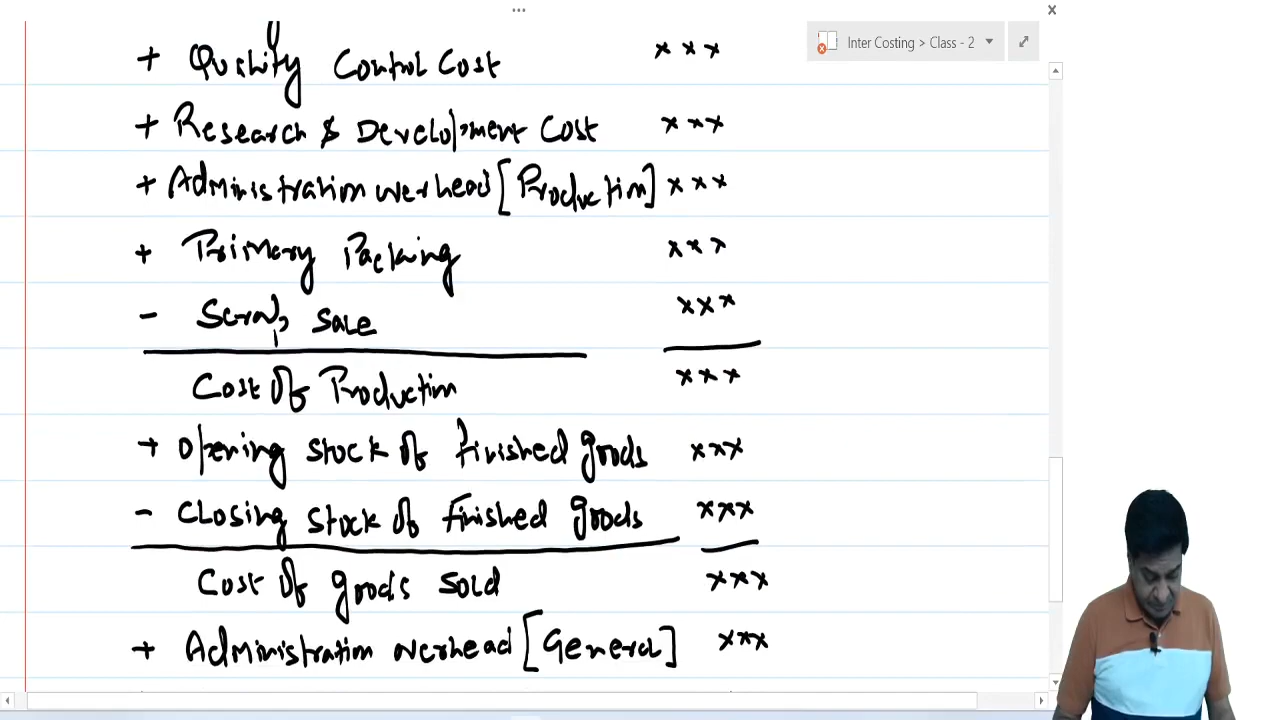 Inter Costing > Class - 2
+ Quality Control Cost xxx
+ Research & Development Cost xxx
+ Administration overhead [Production] xxx
+ Primary Packing xxx
- Scrap Sale xxx
Cost of Production xxx
+ Opening stock of finished goods xxx
- Closing stock of finished goods xxx
Cost of goods sold xxx
+ Administration overhead [General] xxx